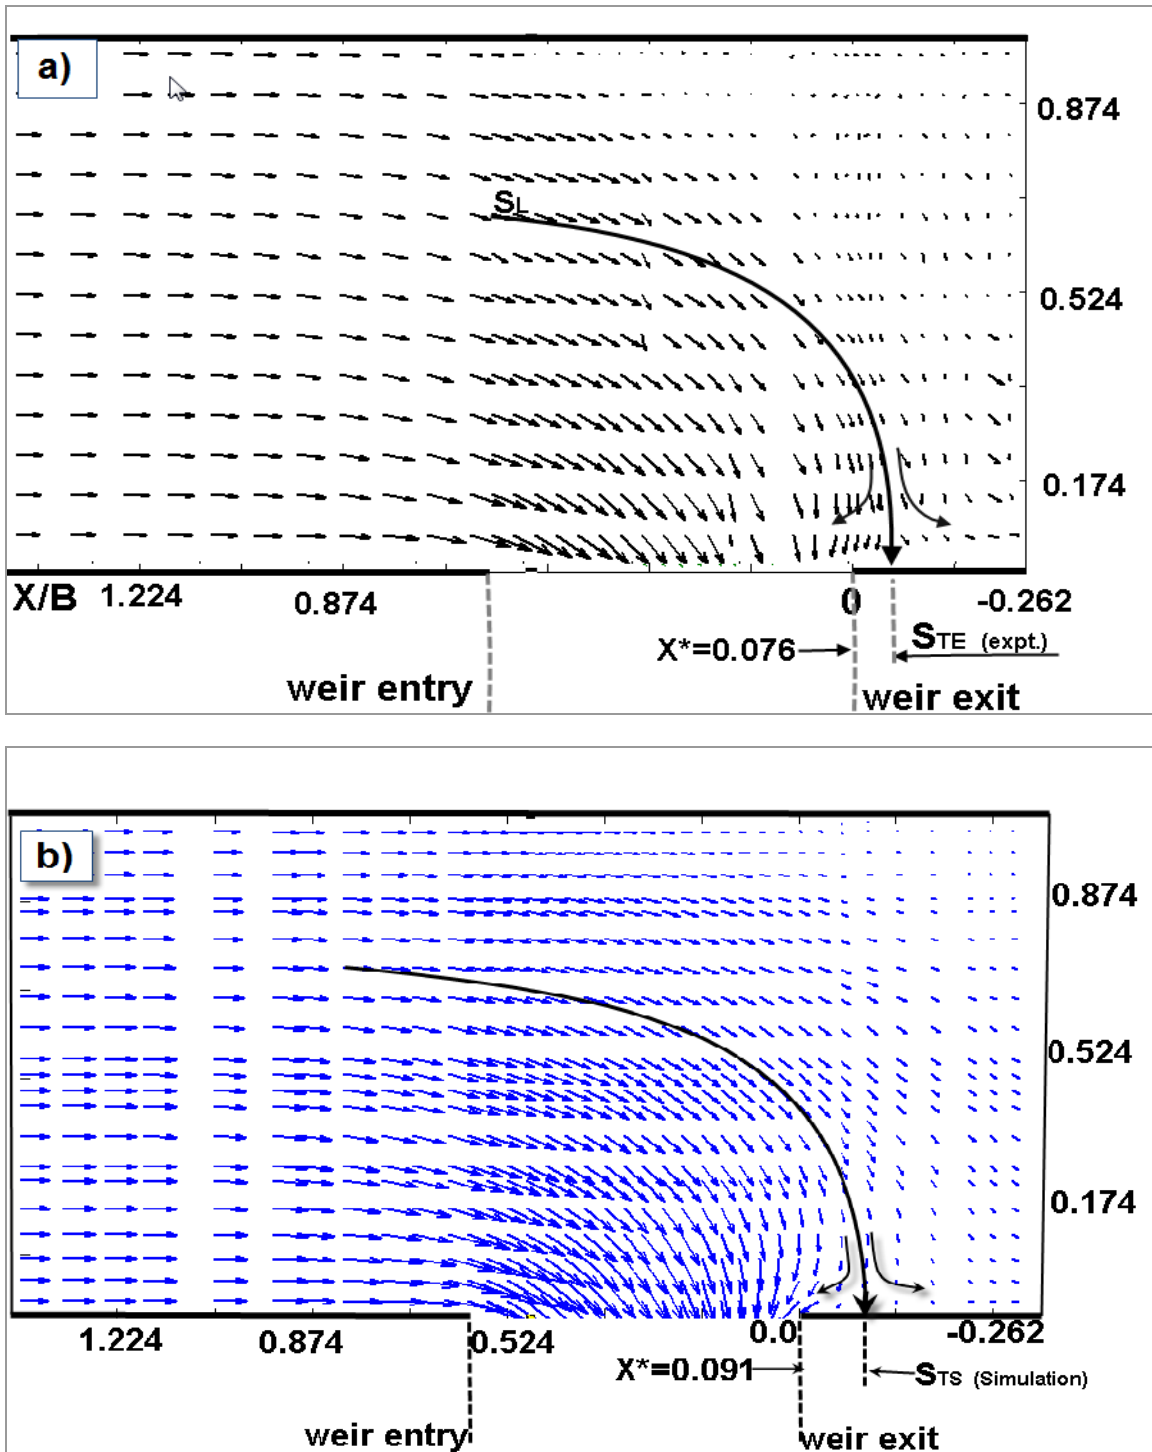 a)
0.874
SL
0.524
0.174
X/B 1.224 0.874 0 -0.262
X*=0.076 STE (expt.)
weir entry weir exit
b)
0.874
0.524
0.174
1.224 0.874 0.524 0.0 -0.262
X*=0.091 STS (Simulation)
weir entry weir exit